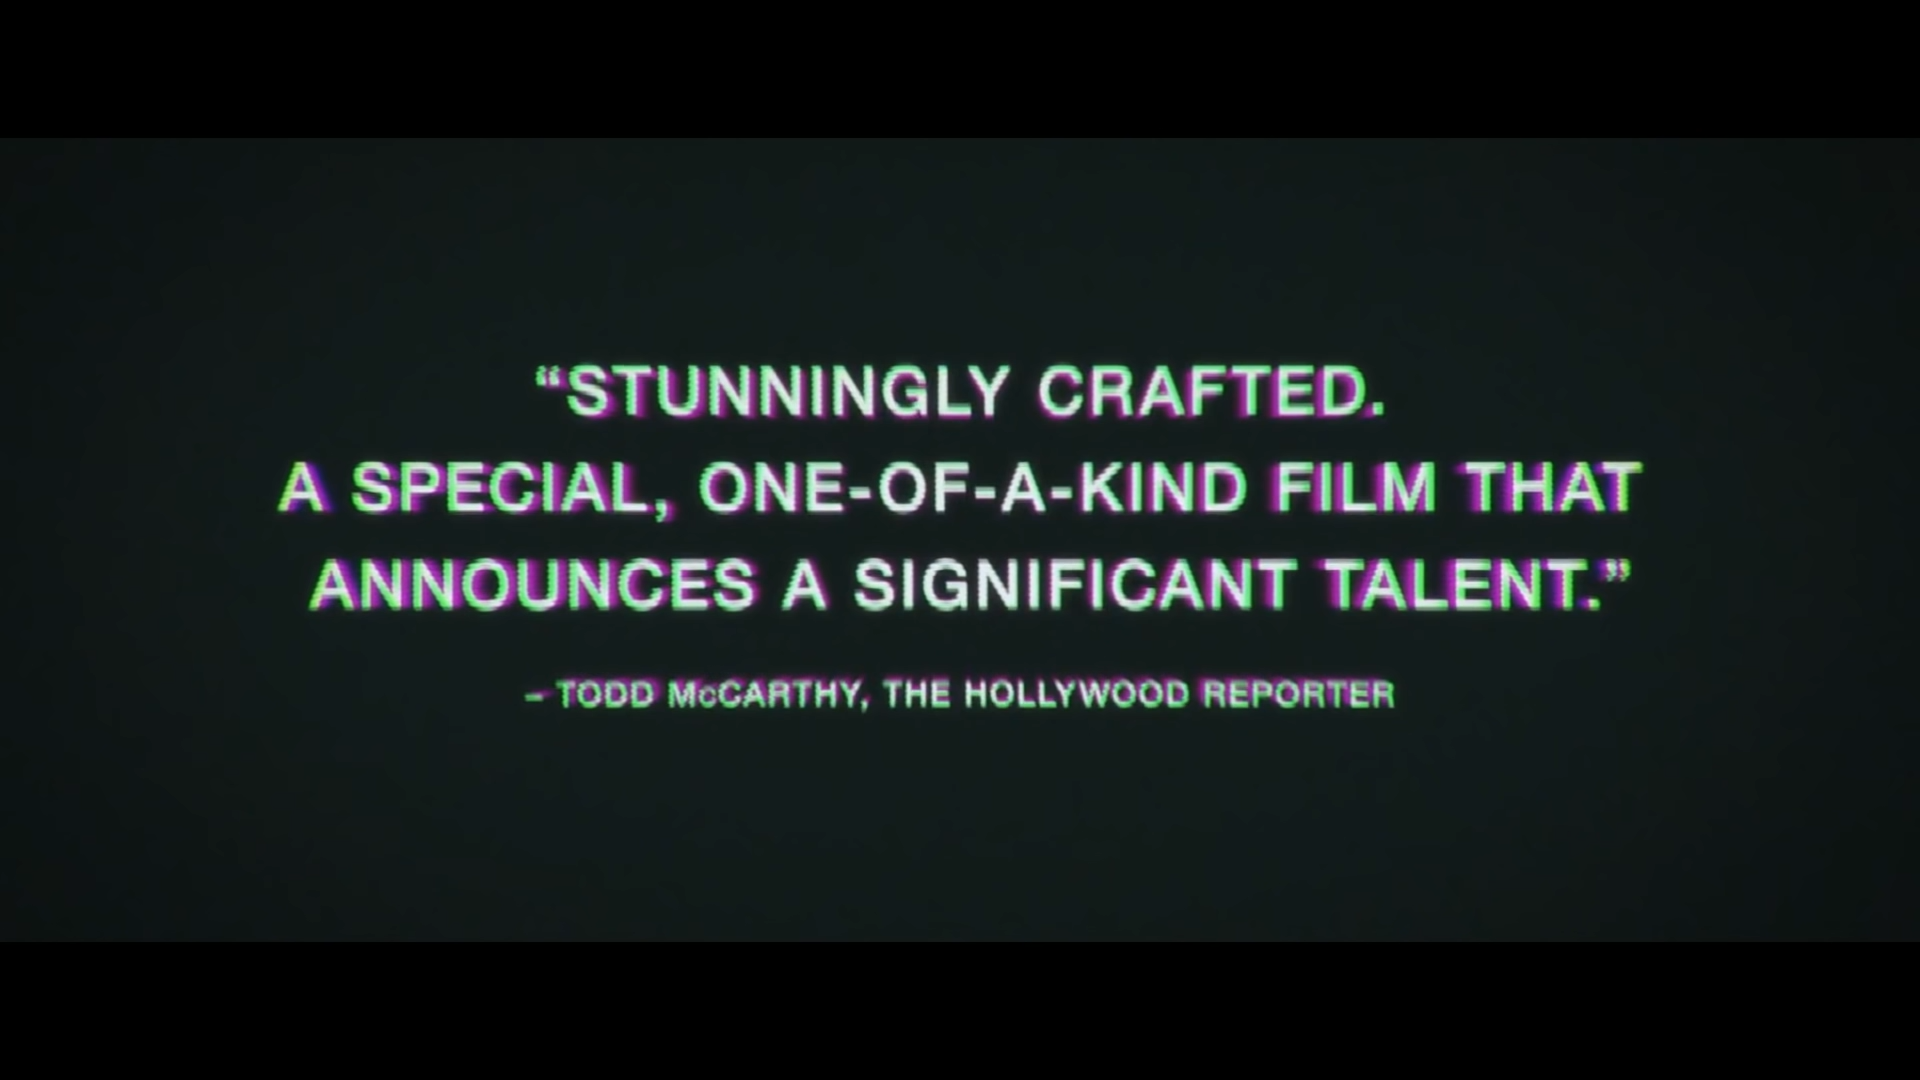 “STUNNINGLY CRAFTED.
A SPECIAL, ONE-OF-A-KIND FILM THAT
ANNOUNCES A SIGNIFICANT TALENT.”
– TODD McCARTHY, THE HOLLYWOOD REPORTER